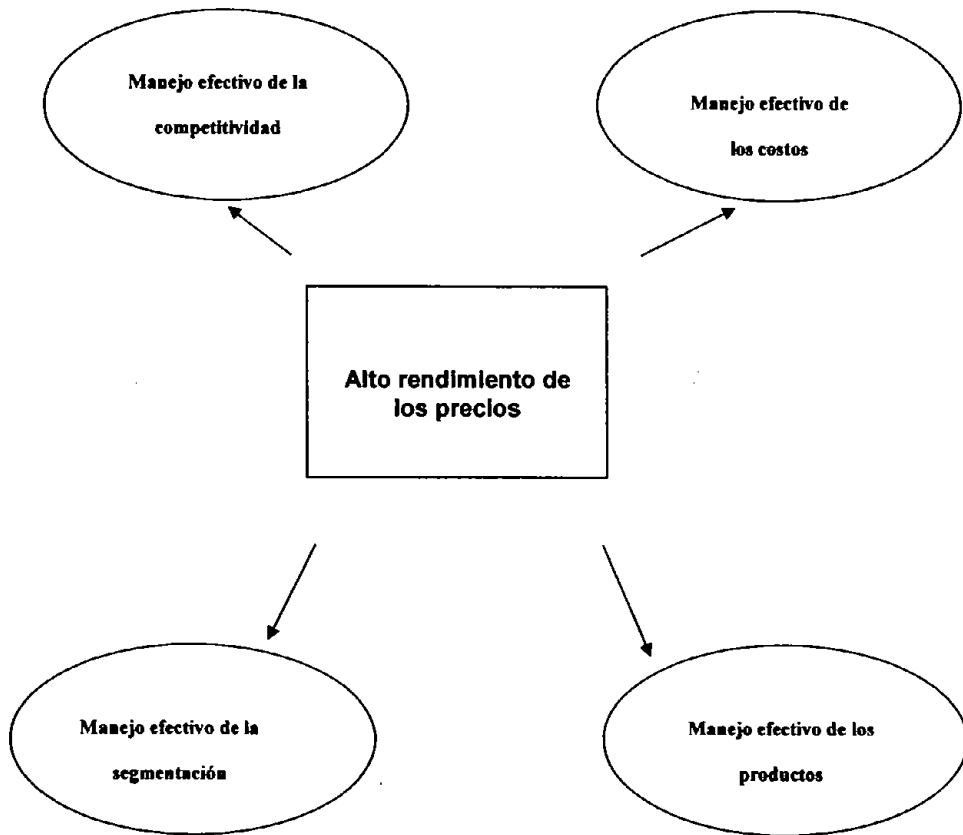 Manejo efectivo de la
competitividad
Manejo efectivo de
los costos
Alto rendimiento de
los precios
Manejo efectivo de la
segmentación
Manejo efectivo de los
productos